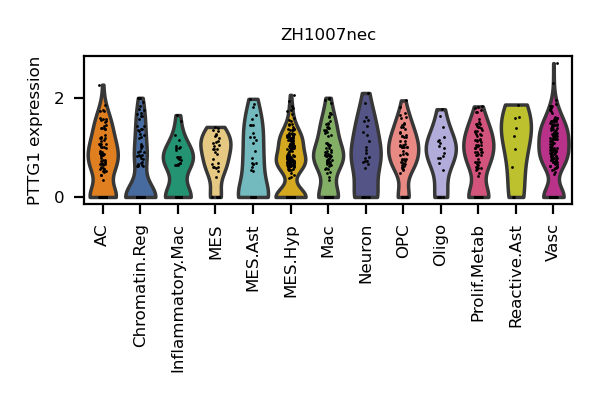 ZH1007nec
PTTG1 expression
2
0
AC
Chromatin.Reg
Inflammatory.Mac
MES
MES.Ast
MES.Hyp
Mac
Neuron
OPC
Oligo
Prolif.Metab
Reactive.Ast
Vasc